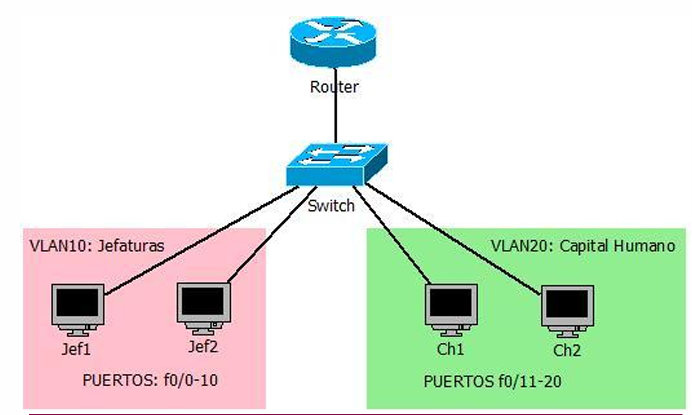 Router
Switch
VLAN10: Jefaturas
VLAN20: Capital Humano
Jef1
Jef2
Ch1
Ch2
PUERTOS: f0/0-10
PUERTOS f0/11-20